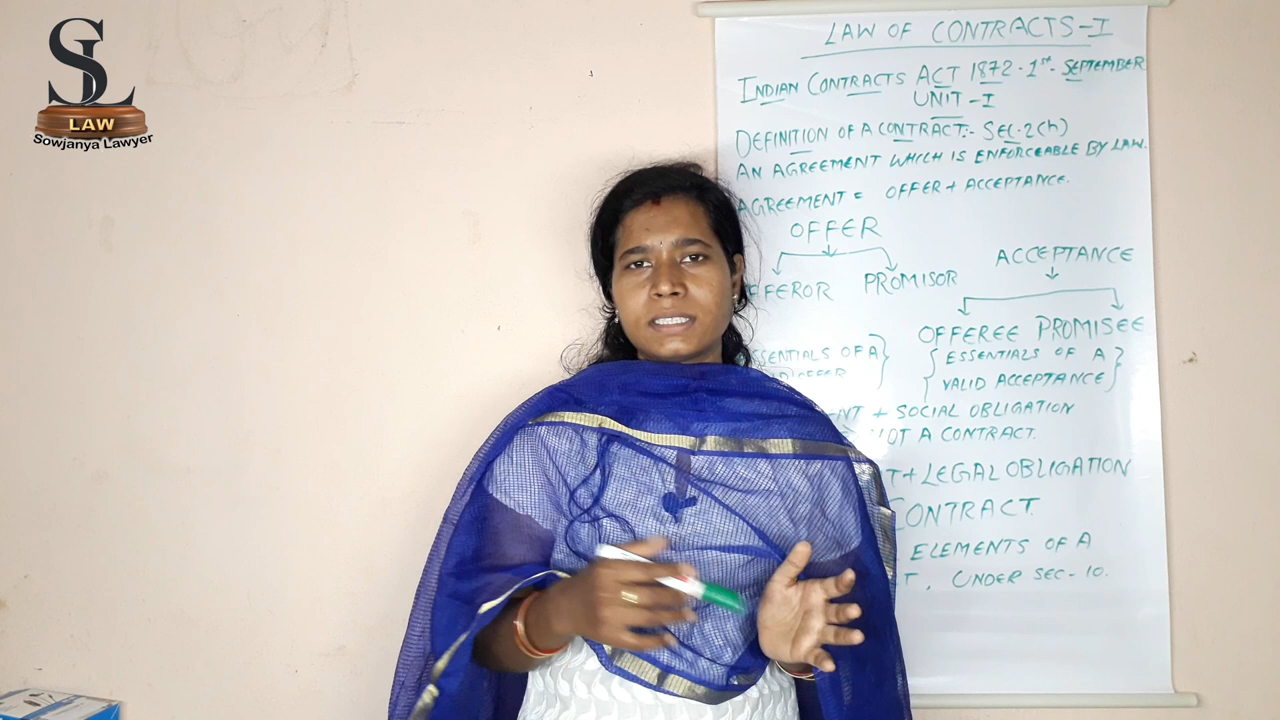 SL
LAW
Sowjanya Lawyer
LAW OF CONTRACTS-I
INDIAN CONTRACTS ACT 1872 - 1st - SEPTEMBER
UNIT-I
DEFINITION OF A CONTRACT:- SEC-2(h)
AN AGREEMENT WHICH IS ENFORCEABLE BY LAW.
AGREEMENT = OFFER + ACCEPTANCE.
OFFER
ACCEPTANCE
PROMISOR
OFFEREE PROMISEE
OF A
ESSENTIALS OF A
OFFER
VALID ACCEPTANCE
+ SOCIAL OBLIGATION
NOT A CONTRACT.
+ LEGAL OBLIGATION
CONTRACT
ELEMENTS OF A
, UNDER SEC-10.